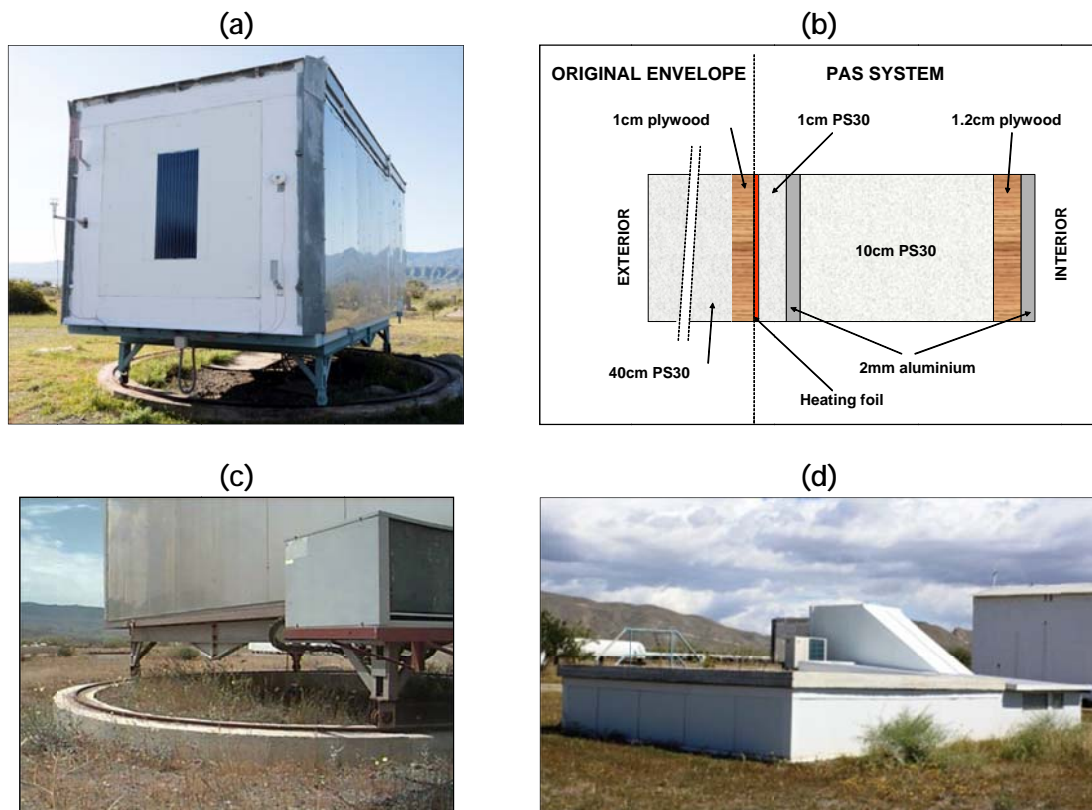 (a)
(b)
ORIGINAL ENVELOPE
PAS SYSTEM
1cm plywood
1cm PS30
1.2cm plywood
EXTERIOR
10cm PS30
INTERIOR
40cm PS30
2mm aluminium
Heating foil
(c)
(d)